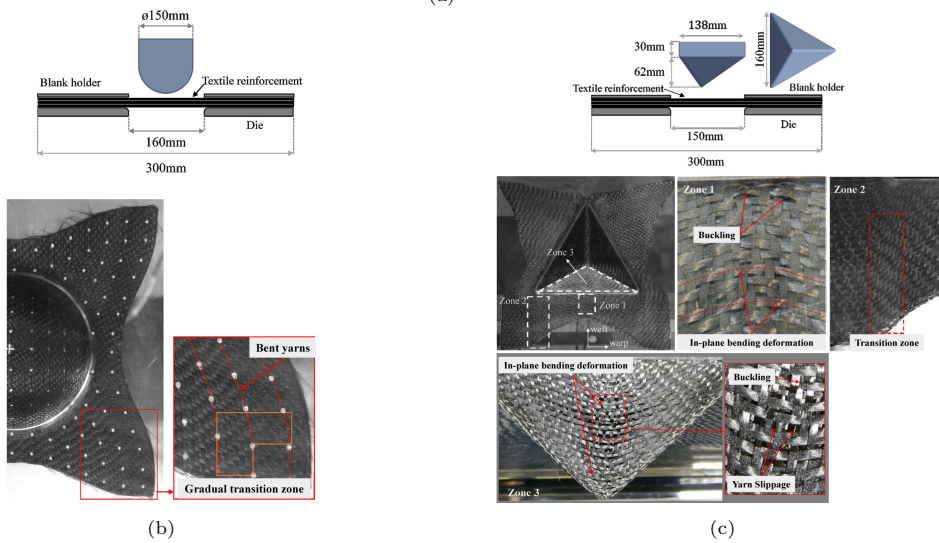 (a)
ø150mm
Blank holder
Textile reinforcement
Die
160mm
300mm
Bent yarns
Gradual transition zone
(b)
138mm
30mm
62mm
160mm
Textile reinforcement
Blank holder
Die
150mm
300mm
Zone 3
Zone 2
Zone 1
weft
warp
Zone 1
Buckling
In-plane bending deformation
Zone 2
Transition zone
In-plane bending deformation
Zone 3
Buckling
Yarn Slippage
(c)